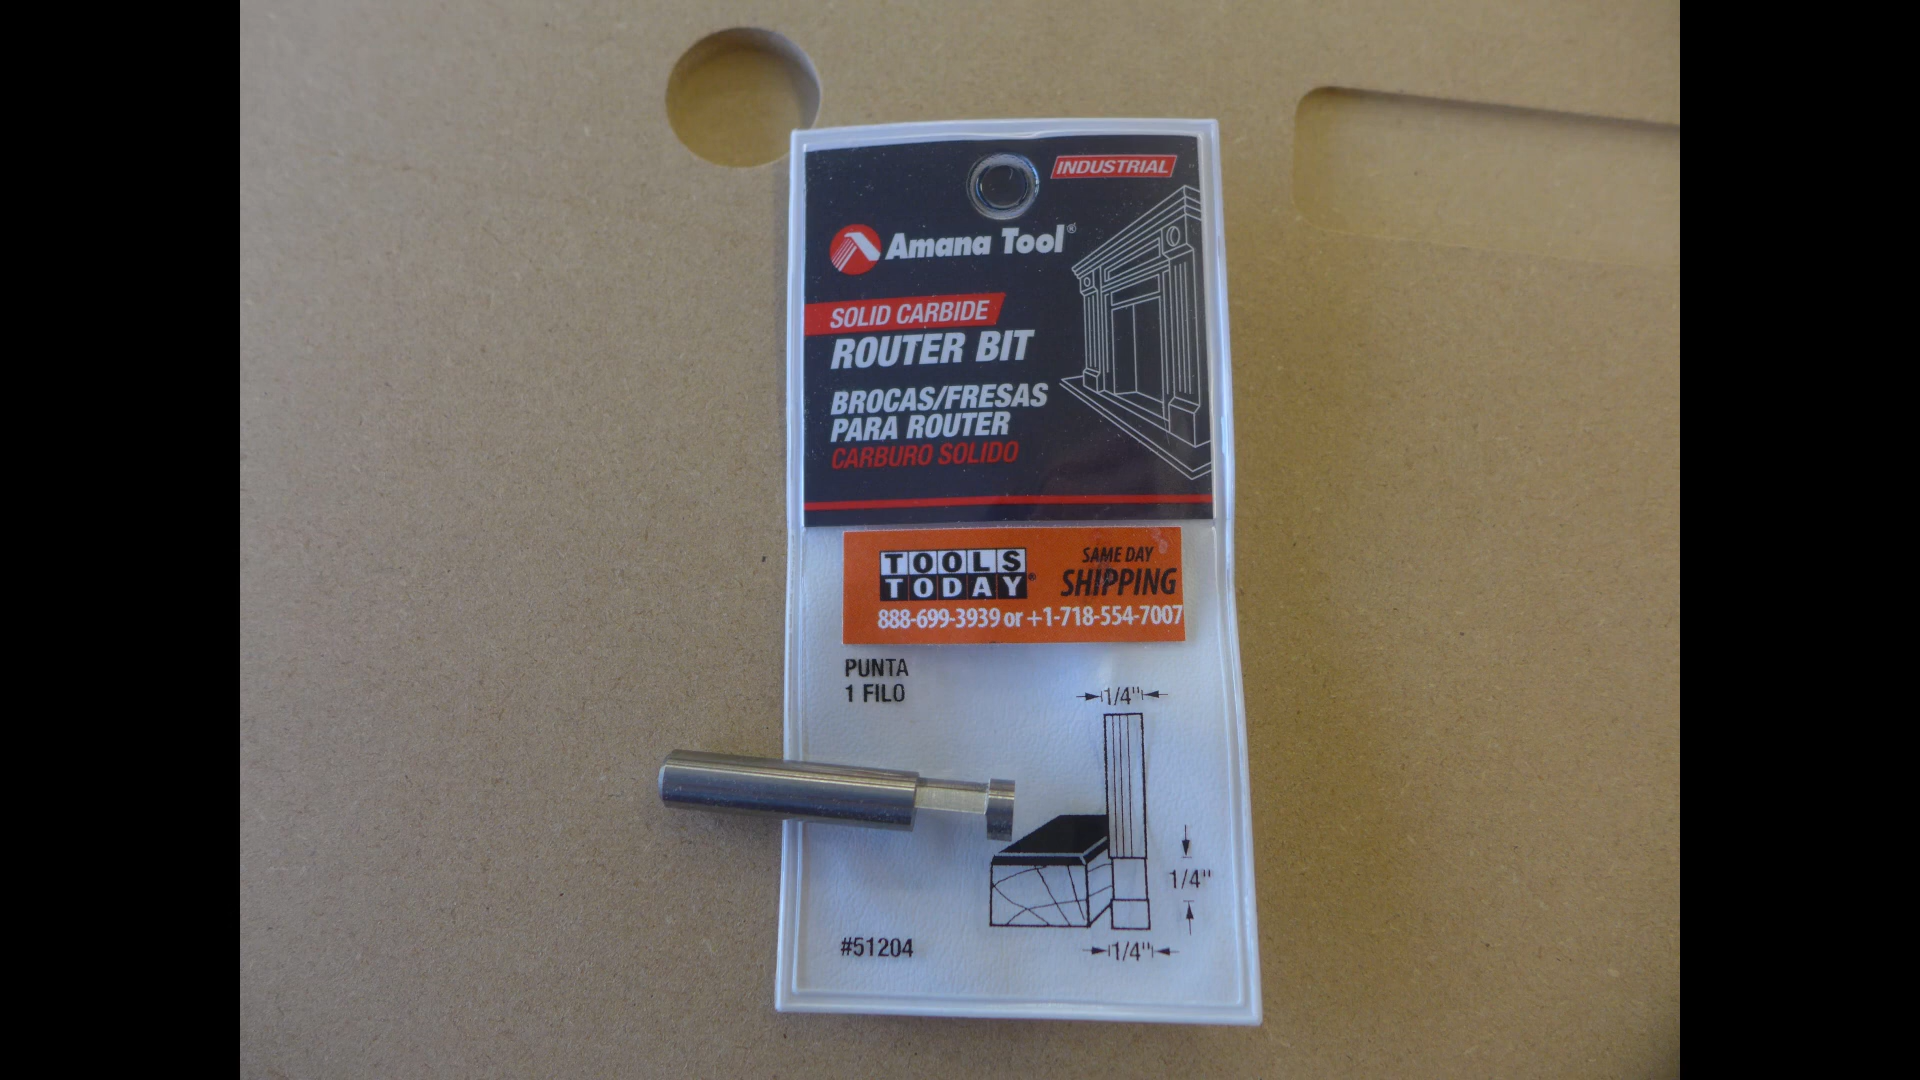 INDUSTRIAL
Amana Tool®
SOLID CARBIDE
ROUTER BIT
BROCAS/FRESAS
PARA ROUTER
CARBURO SOLIDO
TOOLS
TODAY®
SAME DAY
SHIPPING
888-699-3939 or +1-718-554-7007
PUNTA
1 FILO
1/4"
1/4"
1/4"
#51204